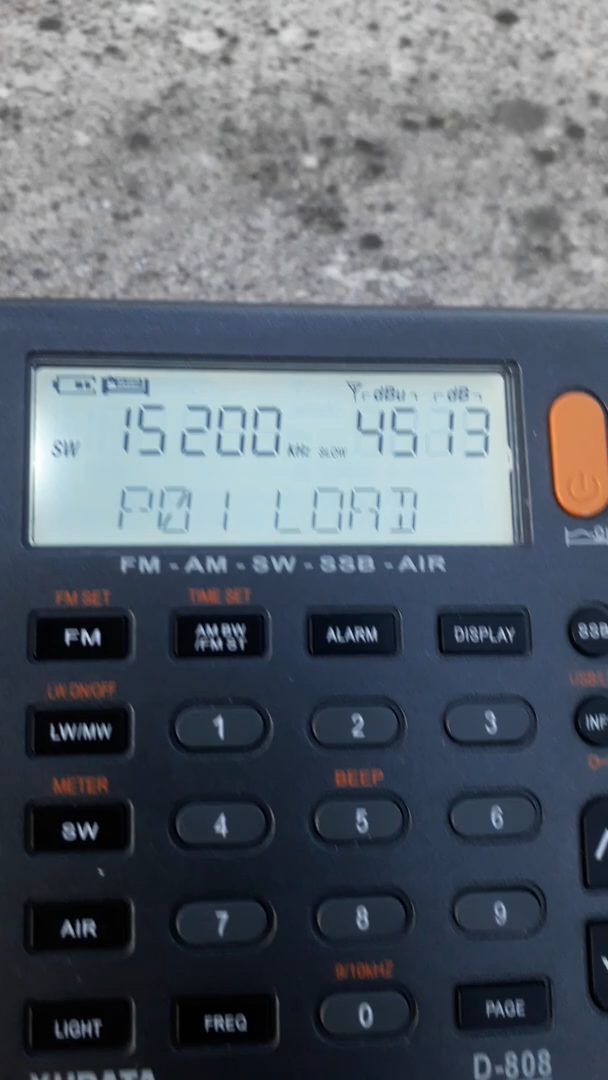 dBu dB
SW 15200 kHz SLOW 45 13
P01 LOAD
FM - AM - SW - SSB - AIR
FM SET TIME SET
FM AM BW /FM ST ALARM DISPLAY SSB
LW ON/OFF
LW/MW 1 2 3
METER BEEP
SW 4 5 6
AIR 7 8 9
9/10kHZ
LIGHT FREQ 0 PAGE
D-808